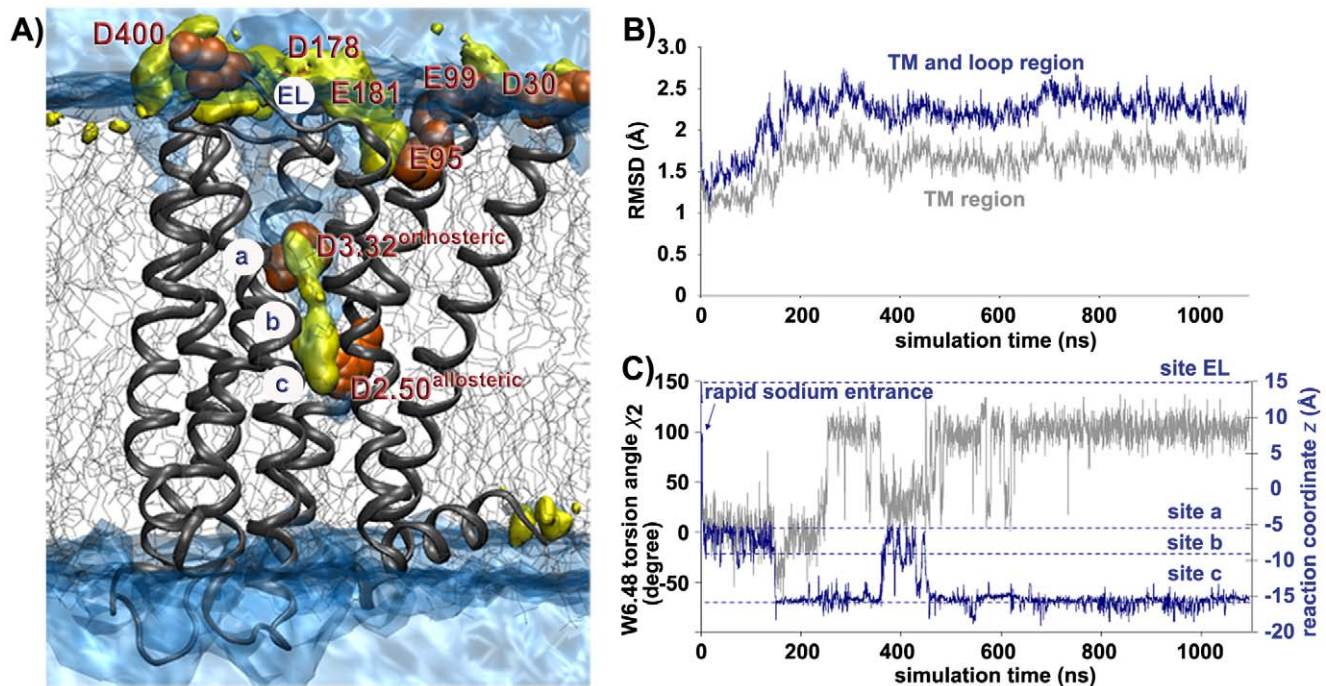 A)
D400
D178
EL
E181
E99
D30
E95
a
D3.32orthosteric
b
c
D2.50allosteric
B)
3.0
2.5
2
1.5
1
0.5
0
RMSD (Å)
TM and loop region
TM region
0 200 400 600 800 1000
simulation time (ns)
C)
150
100
50
0
-50
W6.48 torsion angle χ2
(degree)
site EL
rapid sodium entrance
site a
site b
site c
15
10
5
0
-5
-10
-15
-20
reaction coordinate z (Å)
0 200 400 600 800 1000
simulation time (ns)